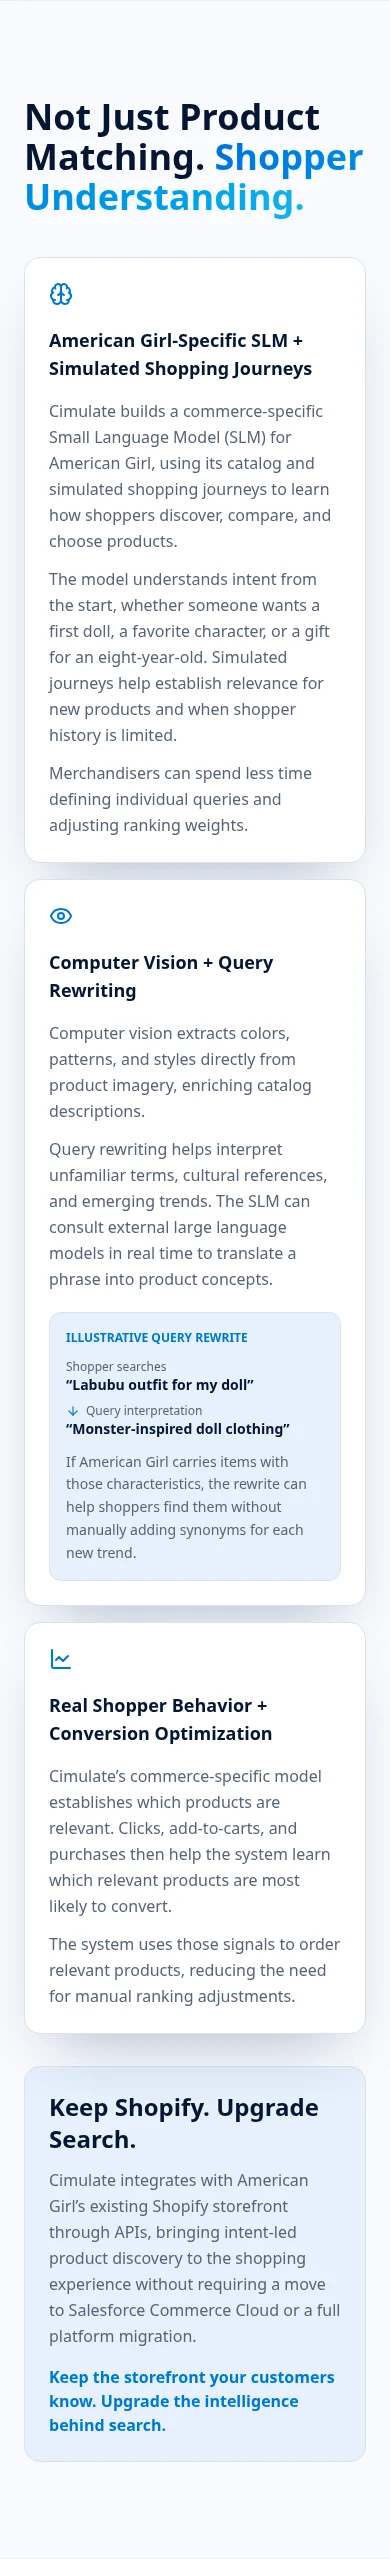 Not Just Product
Matching. Shopper
Understanding.
American Girl-Specific SLM +
Simulated Shopping Journeys
Cimulate builds a commerce-specific
Small Language Model (SLM) for
American Girl, using its catalog and
simulated shopping journeys to learn
how shoppers discover, compare, and
choose products.
The model understands intent from
the start, whether someone wants a
first doll, a favorite character, or a gift
for an eight-year-old. Simulated
journeys help establish relevance for
new products and when shopper
history is limited.
Merchandisers can spend less time
defining individual queries and
adjusting ranking weights.
Computer Vision + Query
Rewriting
Computer vision extracts colors,
patterns, and styles directly from
product imagery, enriching catalog
descriptions.
Query rewriting helps interpret
unfamiliar terms, cultural references,
and emerging trends. The SLM can
consult external large language
models in real time to translate a
phrase into product concepts.
ILLUSTRATIVE QUERY REWRITE
Shopper searches
“Labubu outfit for my doll”
Query interpretation
“Monster-inspired doll clothing”
If American Girl carries items with
those characteristics, the rewrite can
help shoppers find them without
manually adding synonyms for each
new trend.
Real Shopper Behavior +
Conversion Optimization
Cimulate’s commerce-specific model
establishes which products are
relevant. Clicks, add-to-carts, and
purchases then help the system learn
which relevant products are most
likely to convert.
The system uses those signals to order
relevant products, reducing the need
for manual ranking adjustments.
Keep Shopify. Upgrade
Search.
Cimulate integrates with American
Girl’s existing Shopify storefront
through APIs, bringing intent-led
product discovery to the shopping
experience without requiring a move
to Salesforce Commerce Cloud or a full
platform migration.
Keep the storefront your customers
know. Upgrade the intelligence
behind search.